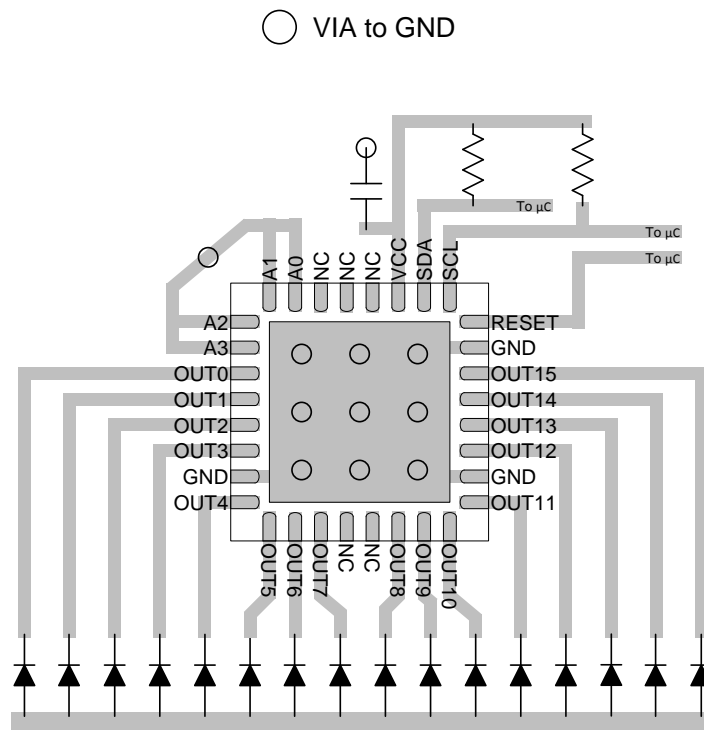 VIA to GND
To µC
To µC
To µC
A1
A0
NC
NC
NC
VCC
SDA
SCL
A2
A3
OUT0
OUT1
OUT2
OUT3
GND
OUT4
RESET
GND
OUT15
OUT14
OUT13
OUT12
GND
OUT11
OUT5
OUT6
OUT7
NC
NC
OUT8
OUT9
OUT10